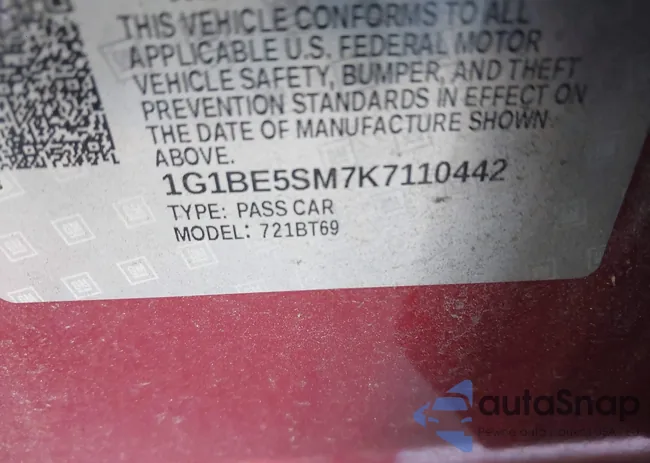 THIS VEHICLE CONFORMS TO ALL
APPLICABLE U.S. FEDERAL MOTOR
VEHICLE SAFETY, BUMPER, AND THEFT
PREVENTION STANDARDS IN EFFECT ON
THE DATE OF MANUFACTURE SHOWN
ABOVE.
1G1BE5SM7K7110442
TYPE: PASS CAR
MODEL: 721BT69
autoSnap